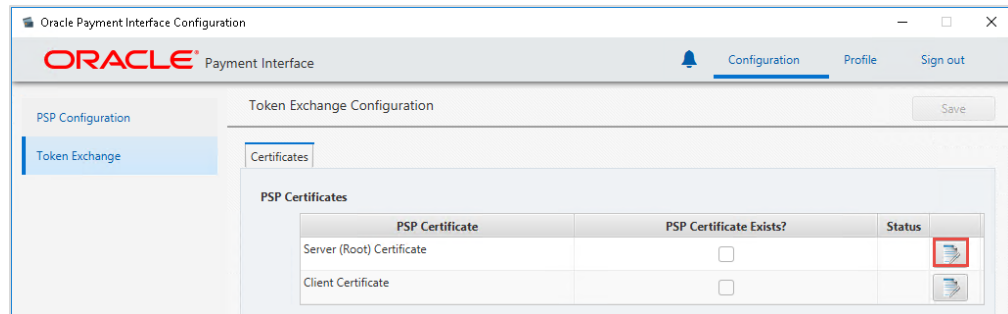 Oracle Payment Interface Configuration
ORACLE Payment Interface
Configuration Profile Sign out
PSP Configuration
Token Exchange
Token Exchange Configuration
Save
Certificates
PSP Certificates
PSP Certificate PSP Certificate Exists? Status
Server (Root) Certificate
Client Certificate